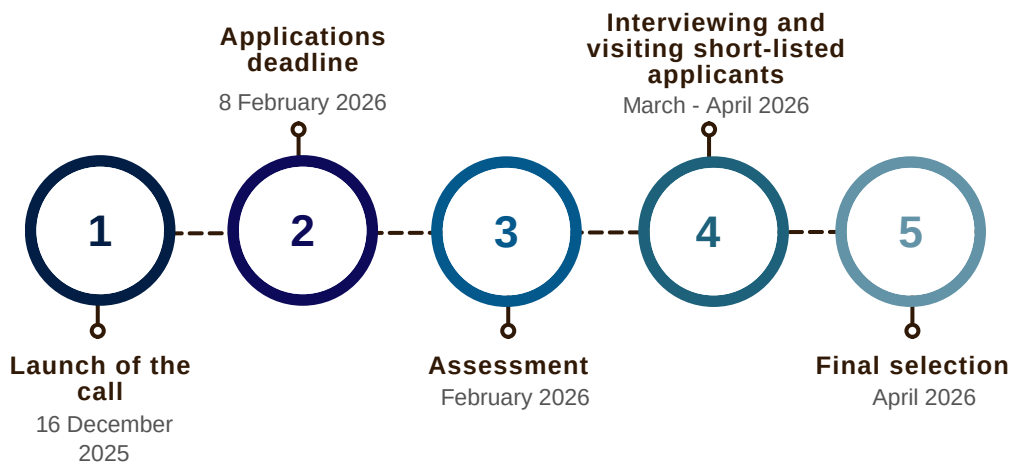 1
Launch of the
call
16 December
2025
Applications
deadline
8 February 2026
2
3
Assessment
February 2026
Interviewing and
visiting short-listed
applicants
March - April 2026
4
5
Final selection
April 2026